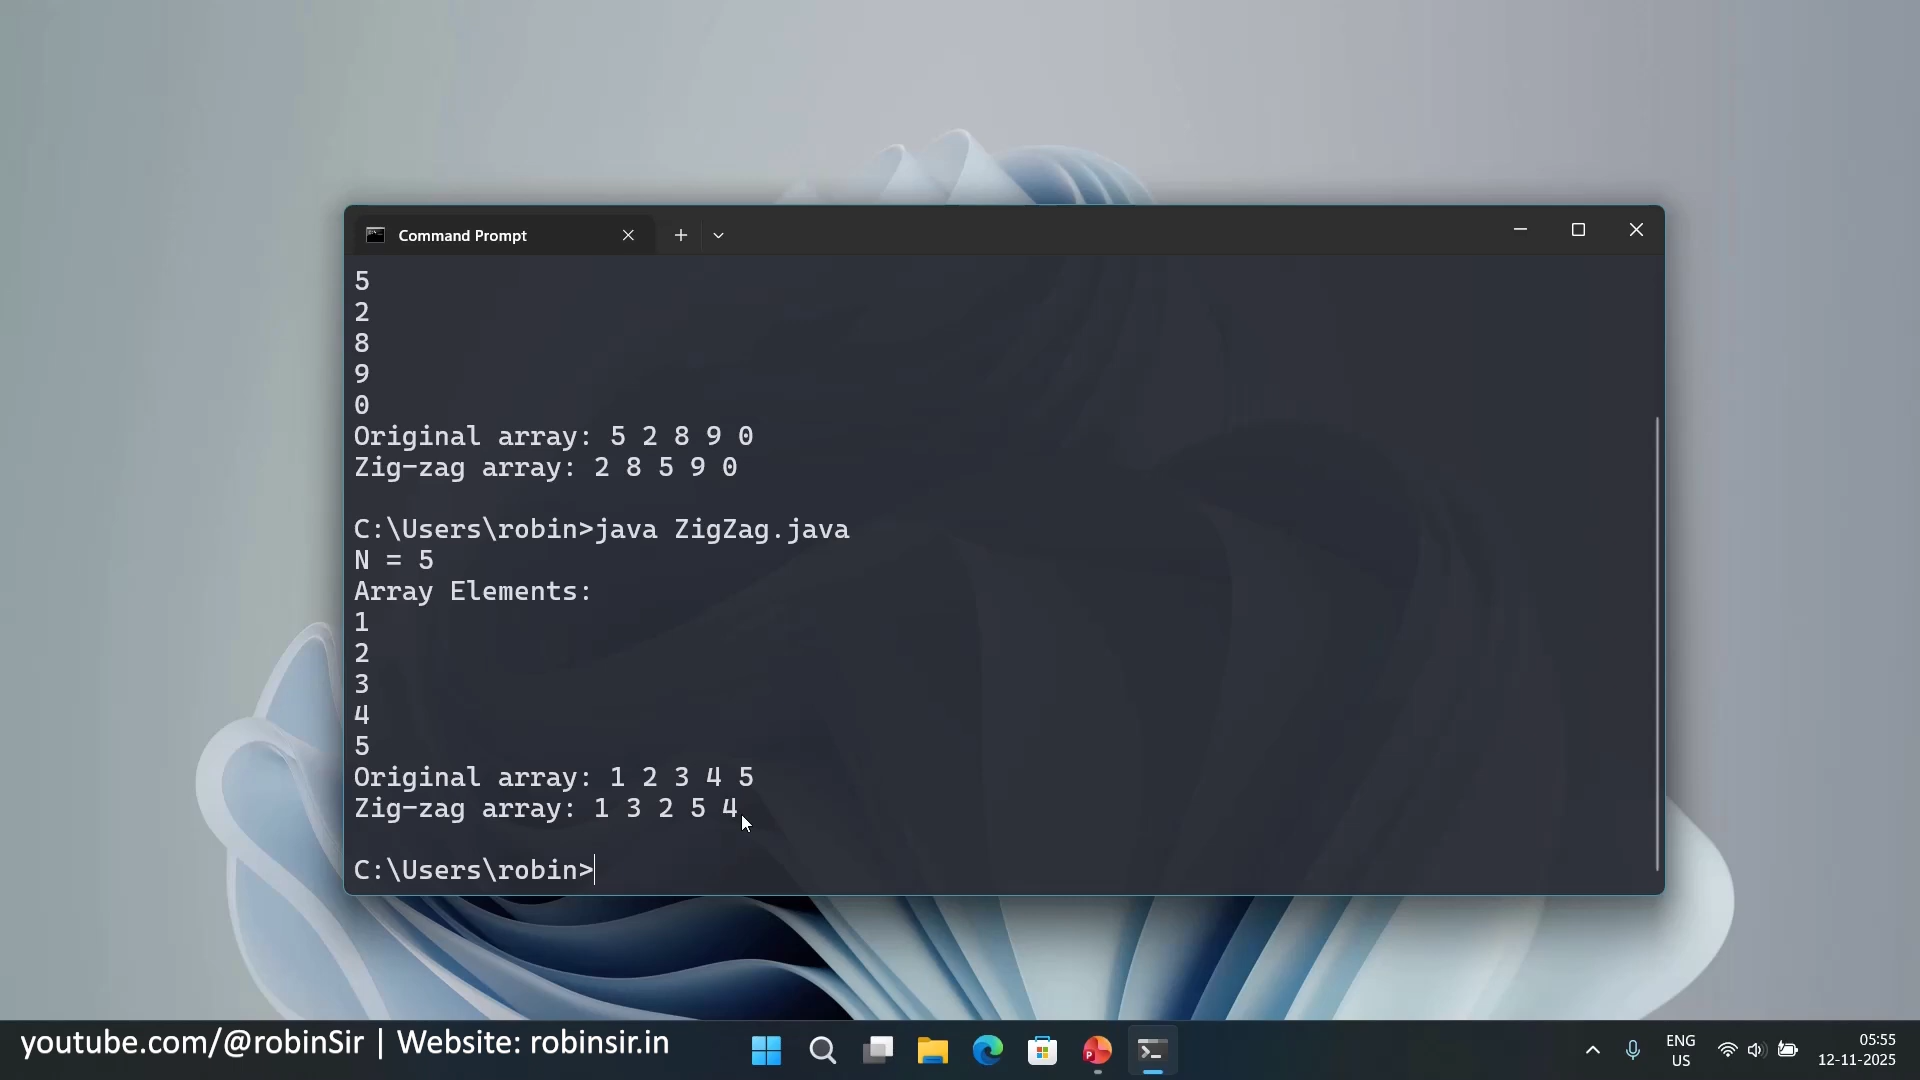 Command Prompt
5
2
8
9
0
Original array: 5 2 8 9 0
Zig-zag array: 2 8 5 9 0
C:\Users\robin>java ZigZag.java
N = 5
Array Elements:
1
2
3
4
5
Original array: 1 2 3 4 5
Zig-zag array: 1 3 2 5 4
C:\Users\robin>
youtube.com/@robinSir | Website: robinsir.in
ENG
US
05:55
12-11-2025